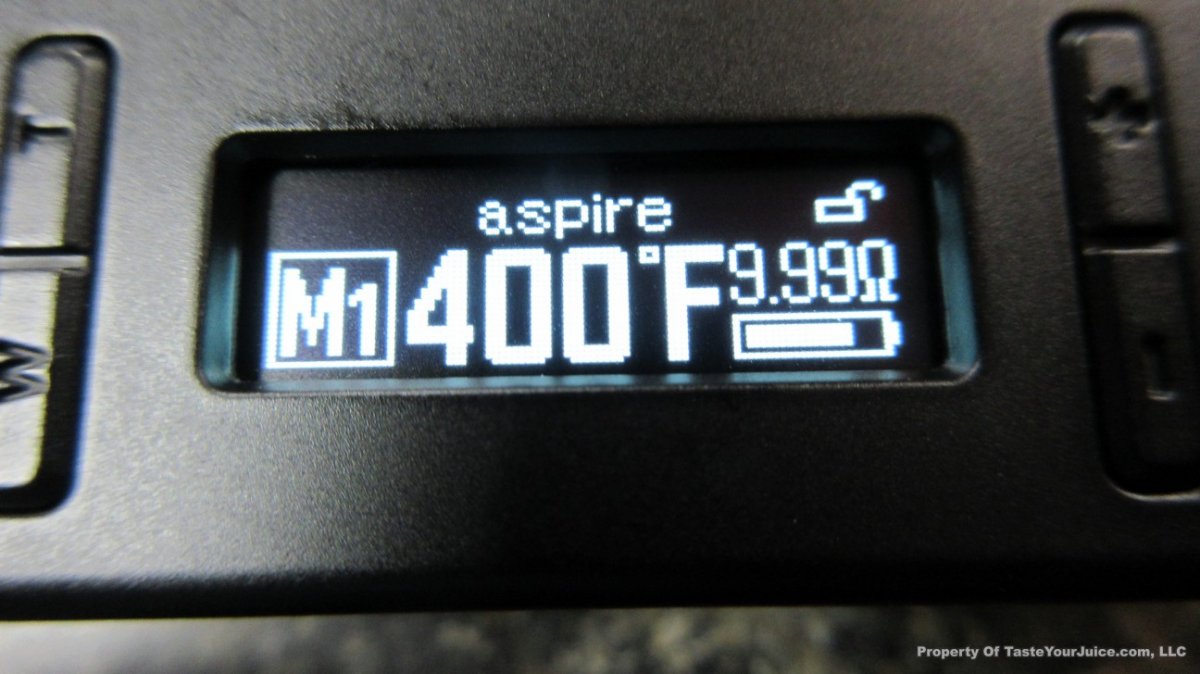 aspire
M1 400°F 9.99Ω
T
W
+
-
Property Of TasteYourJuice.com, LLC